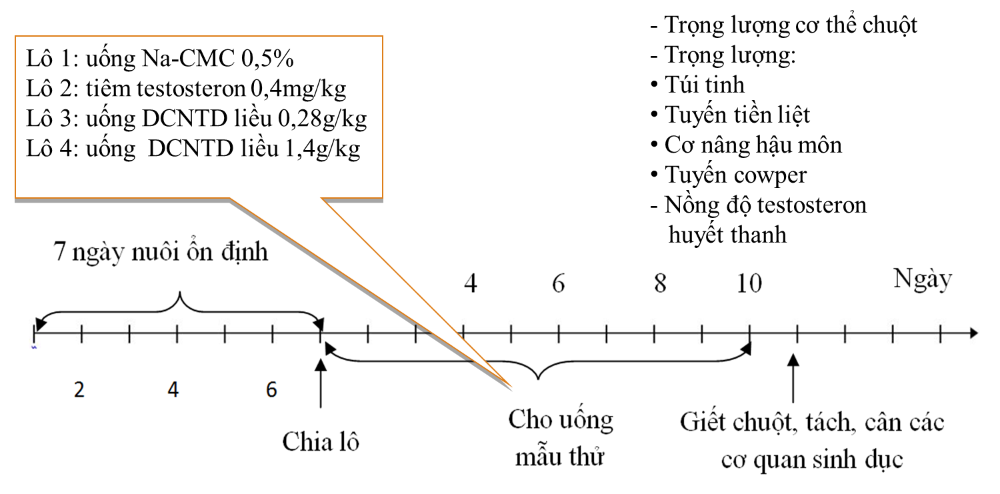 Lô 1: uống Na-CMC 0,5%
Lô 2: tiêm testosteron 0,4mg/kg
Lô 3: uống DCNTD liều 0,28g/kg
Lô 4: uống DCNTD liều 1,4g/kg
- Trọng lượng cơ thể chuột
- Trọng lượng:
• Túi tinh
• Tuyến tiền liệt
• Cơ nâng hậu môn
• Tuyến cowper
- Nồng độ testosteron
huyết thanh
7 ngày nuôi ổn định
4 6 8 10 Ngày
2 4 6
Chia lô
Cho uống
mẫu thử
Giết chuột, tách, cân các
cơ quan sinh dục